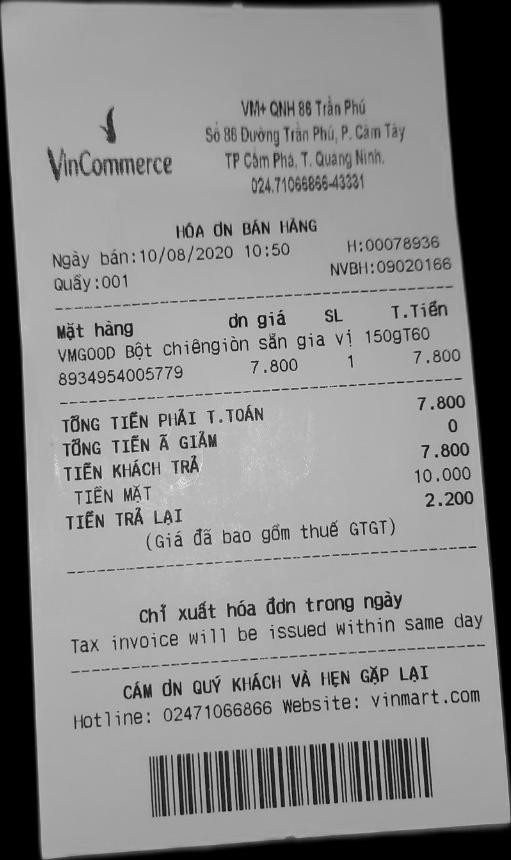 VinCommerce
VM+ QNH 86 Trần Phú
Số 86 Đường Trần Phú, P. Cẩm Tây
TP Cẩm Phả, T. Quảng Ninh.
024.71066866-43331
HÓA ƠN BÁN HÀNG
Ngày bán:10/08/2020 10:50 H:00078936
Quầy:001 NVBH:09020166
Mặt hàng ơn giá SL T.Tiền
VMGOOD Bột chiêngiòn sẵn gia vị 150gT60
8934954005779 7.800 1 7.800
TỔNG TIỀN PHẢI T.TOÁN 7.800
TỔNG TIỀN Ã GIẢM 0
TIỀN KHÁCH TRẢ 7.800
TIỀN MẶT 10.000
TIỀN TRẢ LẠI 2.200
(Giá đã bao gồm thuế GTGT)
Chỉ xuất hóa đơn trong ngày
Tax invoice will be issued within same day
CÁM ƠN QUÝ KHÁCH VÀ HẸN GẶP LẠI
Hotline: 02471066866 Website: vinmart.com